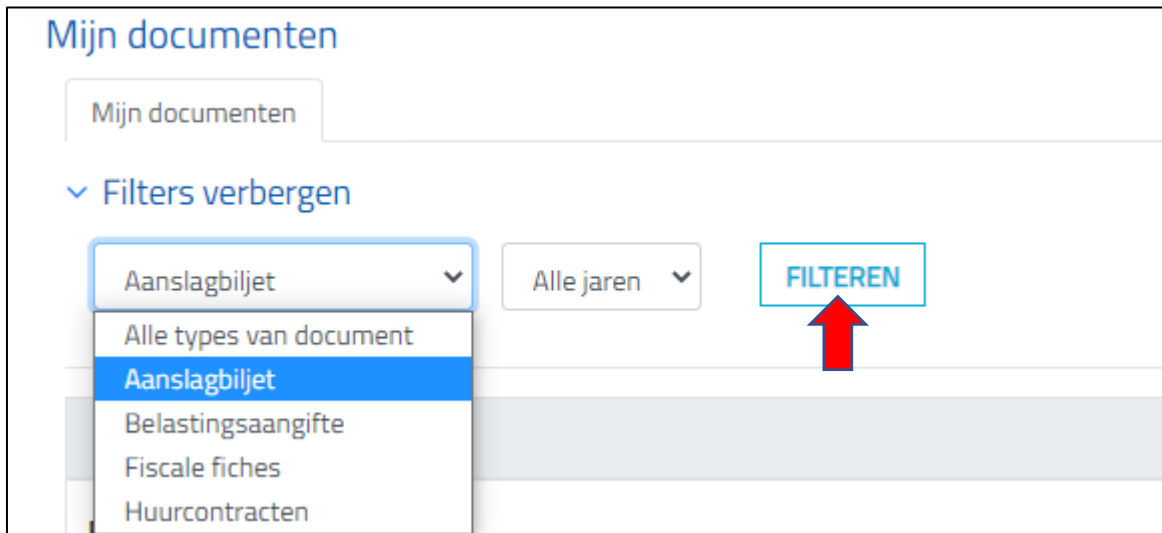 Mijn documenten
Mijn documenten
Filters verbergen
Aanslagbiljet
Alle jaren
FILTEREN
Alle types van document
Aanslagbiljet
Belastingsaangifte
Fiscale fiches
Huurcontracten